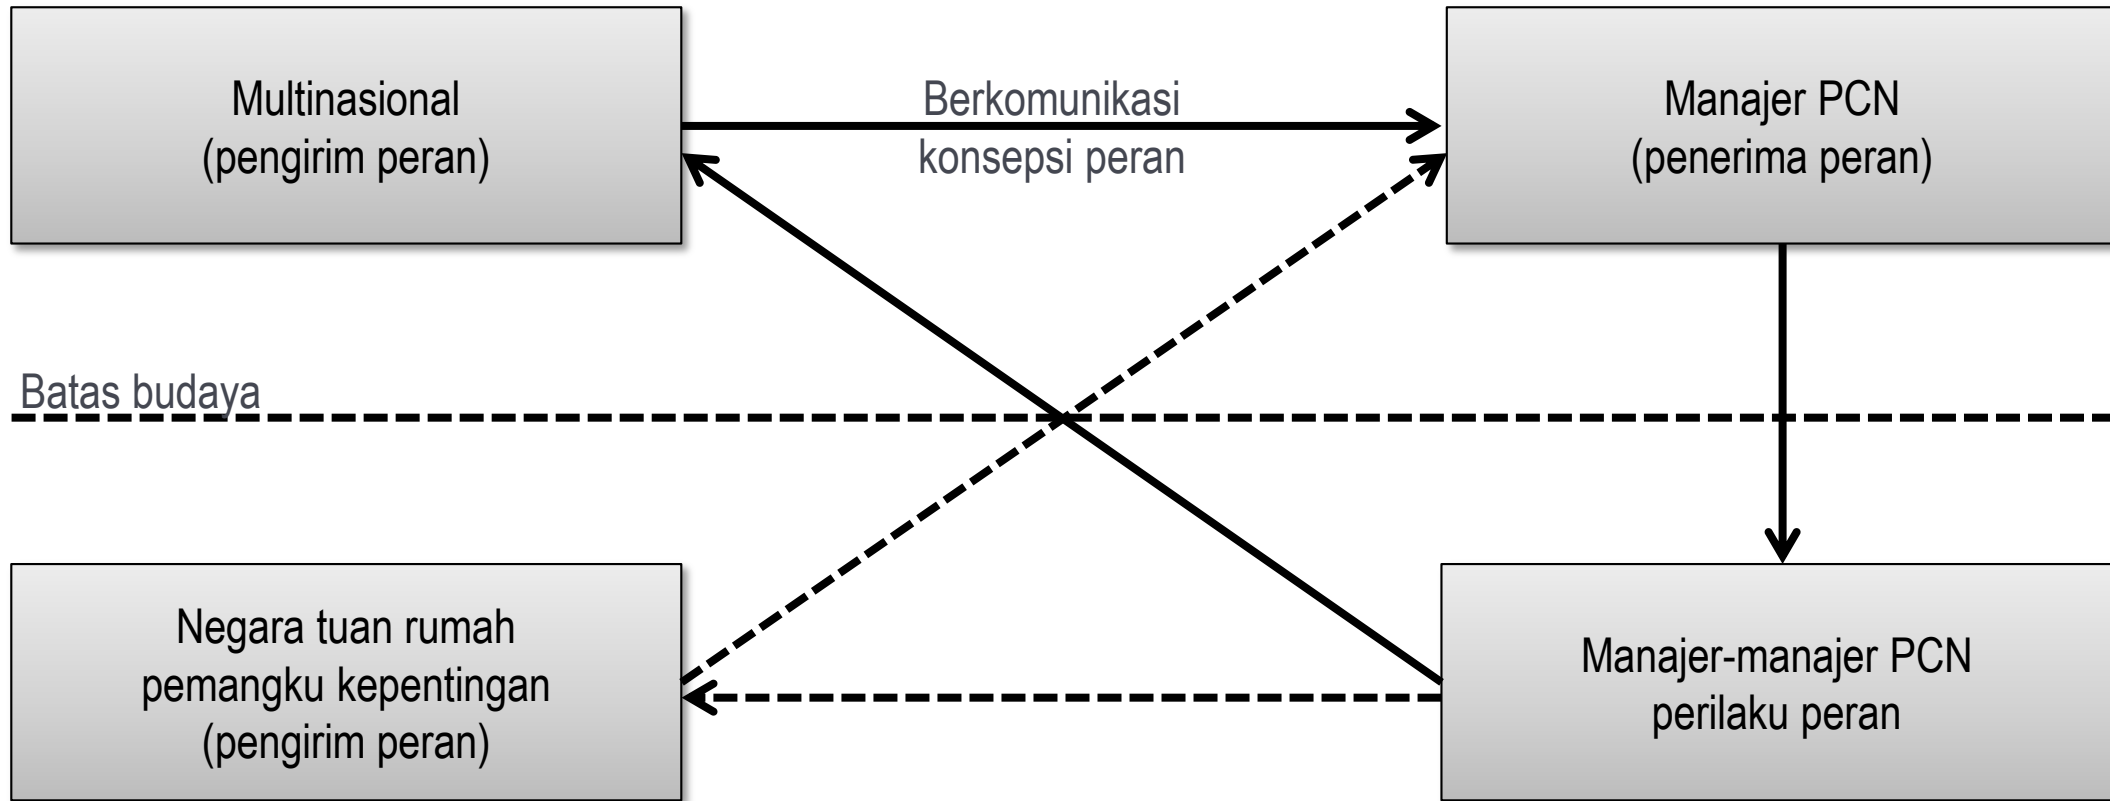 Multinasional
(pengirim peran)
Berkomunikasi
konsepsi peran
Manajer PCN
(penerima peran)
Batas budaya
Negara tuan rumah
pemangku kepentingan
(pengirim peran)
Manajer-manajer PCN
perilaku peran